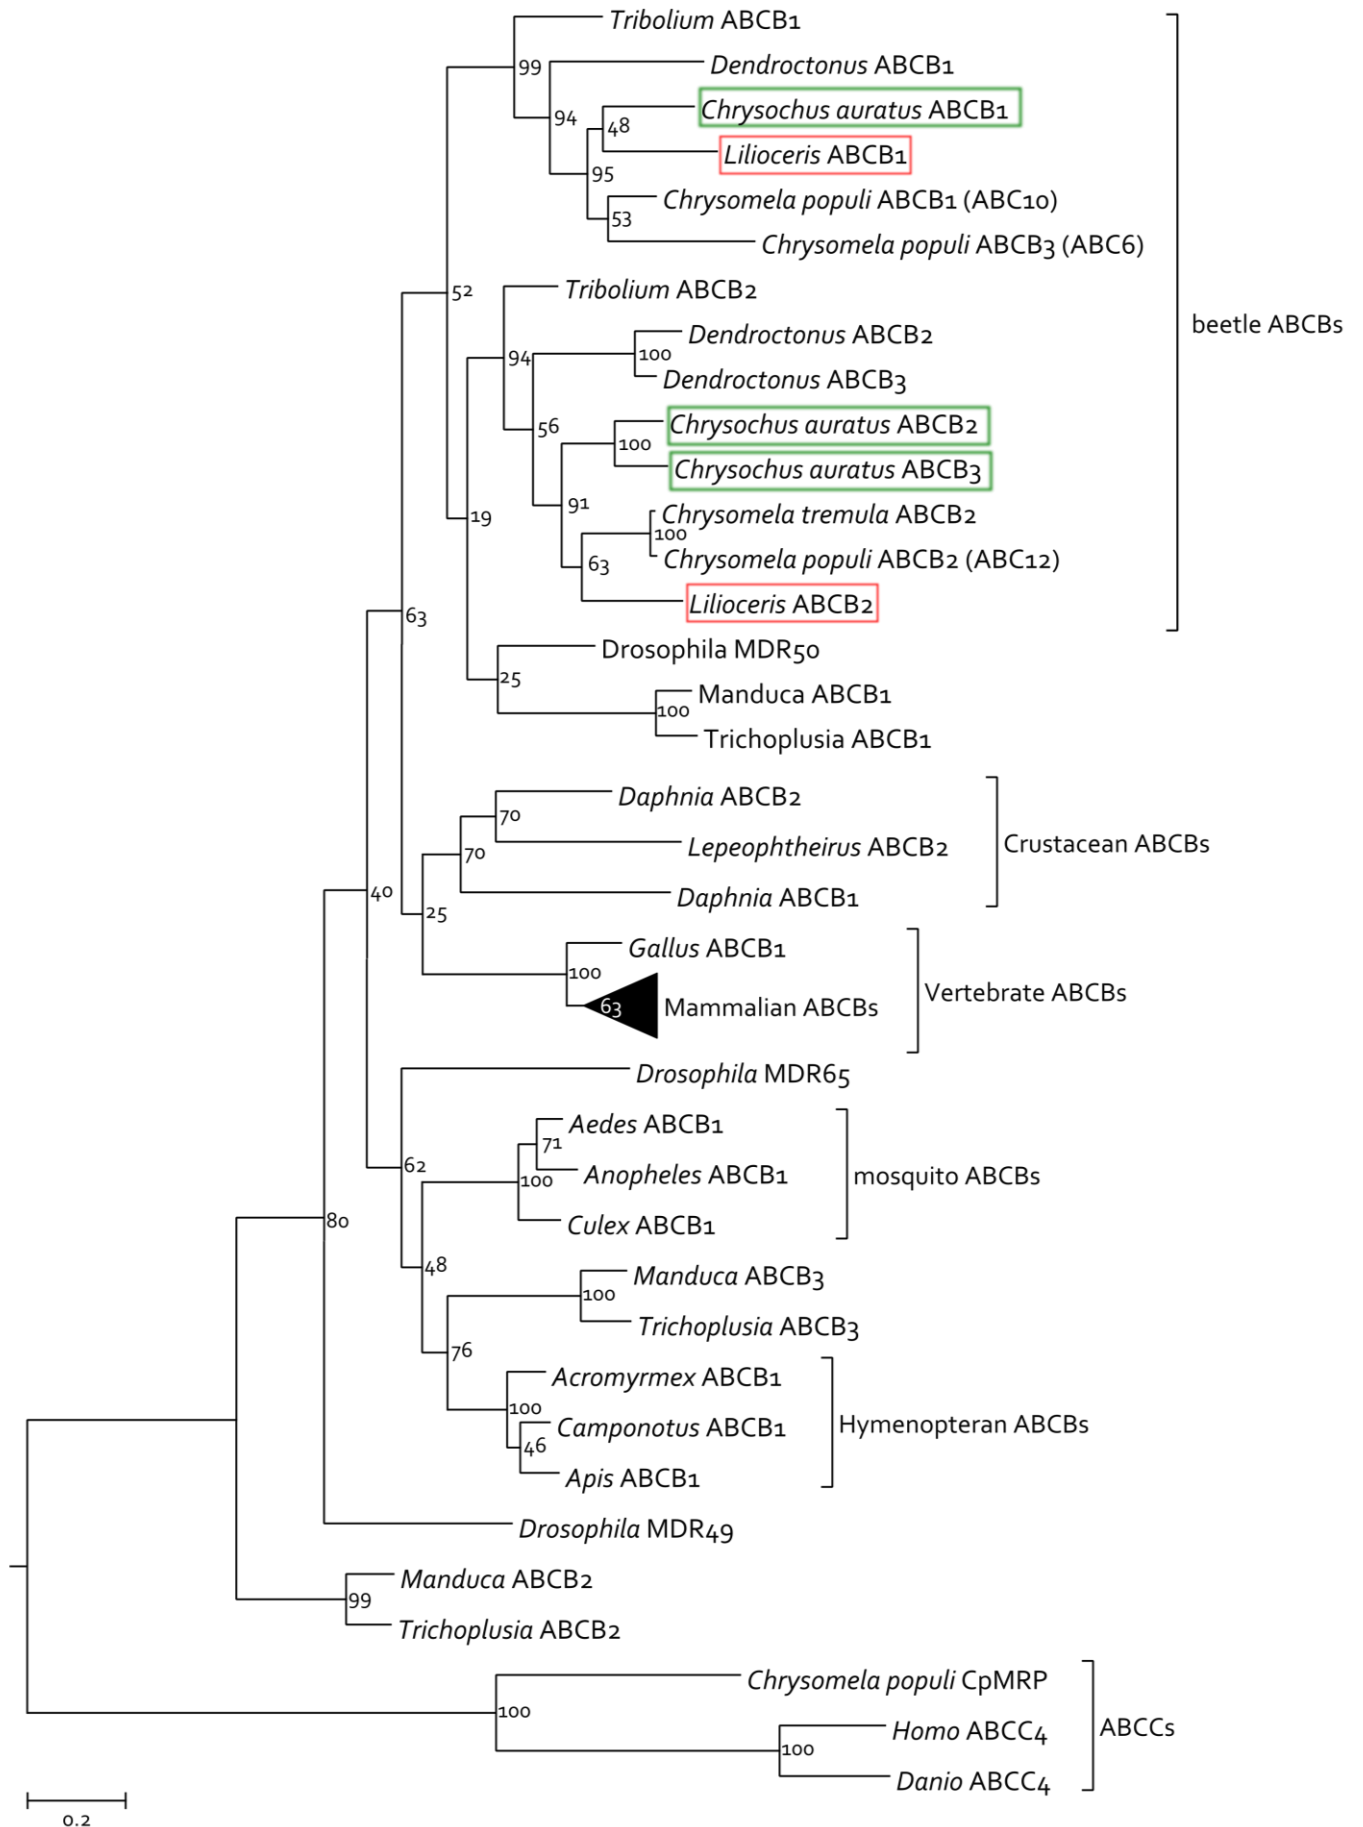 Tribolium ABCB1
99
Dendroctonus ABCB1
94
Chrysochus auratus ABCB1
48
Lilioceris ABCB1
95
Chrysomela populi ABCB1 (ABC10)
53
Chrysomela populi ABCB3 (ABC6)
52
Tribolium ABCB2
beetle ABCBs
Dendroctonus ABCB2
94
100
Dendroctonus ABCB3
Chrysochus auratus ABCB2
56
100
Chrysochus auratus ABCB3
91
Chrysomela tremula ABCB2
19
100
Chrysomela populi ABCB2 (ABC12)
63
Lilioceris ABCB2
63
Drosophila MDR50
25
Manduca ABCB1
100
Trichoplusia ABCB1
Daphnia ABCB2
70
Lepeophtheirus ABCB2
Crustacean ABCBs
70
Daphnia ABCB1
40
25
Gallus ABCB1
100
Vertebrate ABCBs
63
Mammalian ABCBs
Drosophila MDR65
Aedes ABCB1
71
62
Anopheles ABCB1
mosquito ABCBs
100
Culex ABCB1
80
48
Manduca ABCB3
100
Trichoplusia ABCB3
76
Acromyrmex ABCB1
100
Camponotus ABCB1
Hymenopteran ABCBs
46
Apis ABCB1
Drosophila MDR49
Manduca ABCB2
99
Trichoplusia ABCB2
Chrysomela populi CpMRP
100
Homo ABCC4
ABCCs
100
Danio ABCC4
0.2